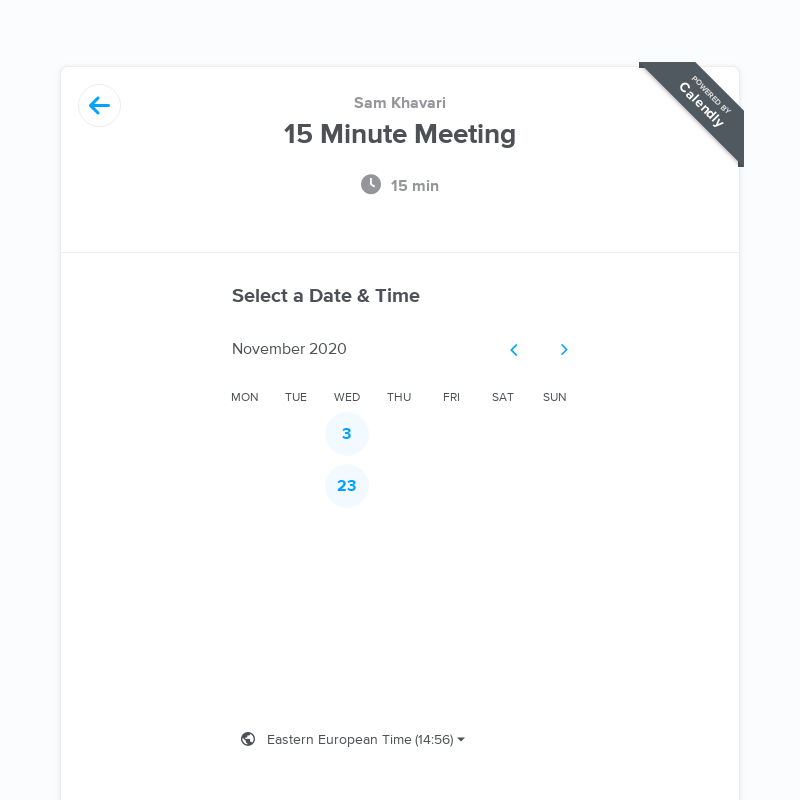 Sam Khavari
POWERED BY
Calendly
15 Minute Meeting
15 min
Select a Date & Time
November 2020
MON TUE WED THU FRI SAT SUN
3
23
Eastern European Time (14:56)